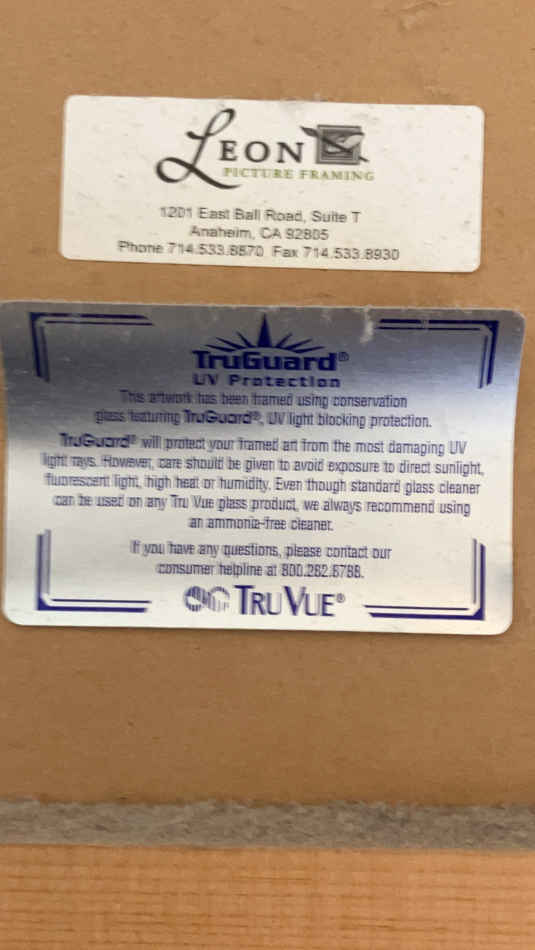 LEON
PICTURE FRAMING
1201 East Ball Road, Suite T
Anaheim, CA 92805
Phone 714.533.8870 Fax 714.533.8930
TruGuard®
UV Protection
This artwork has been framed using conservation
glass featuring TruGuard®, UV light blocking protection.
TruGuard® will protect your framed art from the most damaging UV
light rays. However, care should be given to avoid exposure to direct sunlight,
fluorescent light, high heat or humidity. Even though standard glass cleaner
can be used on any Tru Vue glass product, we always recommend using
an ammonia-free cleaner.
If you have any questions, please contact our
consumer helpline at 800.282.8788.
TRU VUE®